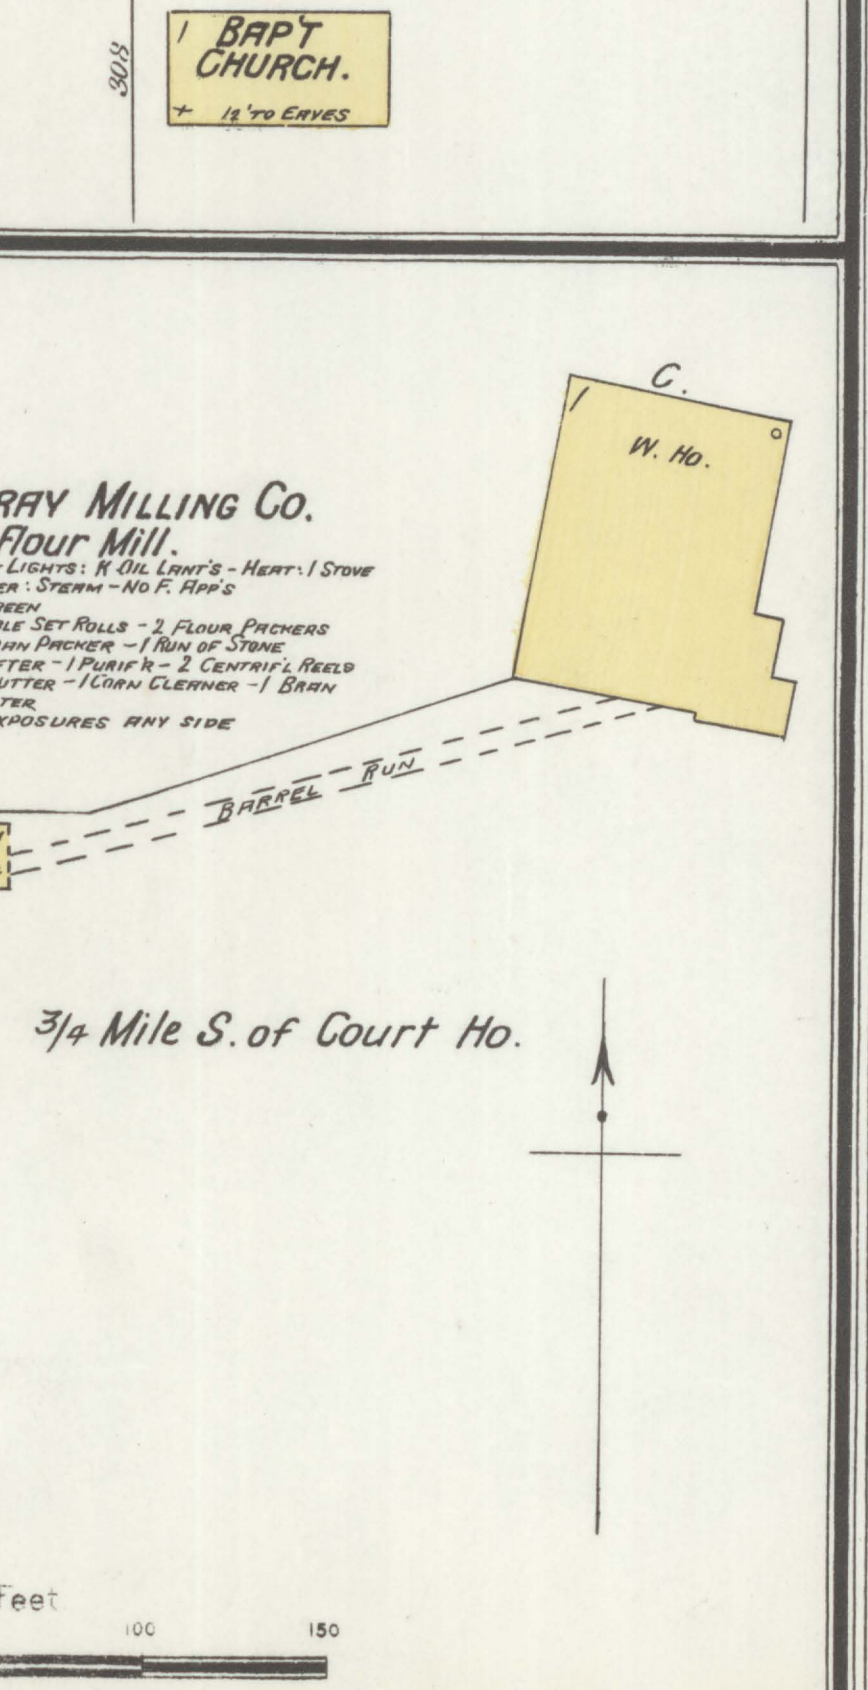 308
1 BAP'T
CHURCH.
+ 12' TO EAVES
C.
1
W. HO.
RAY MILLING CO.
Flour Mill.
LIGHTS: K OIL LANT'S - HEAT: 1 STOVE
ER: STEAM - NO F. APP'S
REEN
LE SET ROLLS - 2 FLOUR PACKERS
AN PACKER - 1 RUN OF STONE
FTER - 1 PURIF'R - 2 CENTRIF'L REELS
UTTER - 1 CORN CLEANER - 1 BRAN
TER
XPOSURES ANY SIDE
BARREL RUN
3/4 Mile S. of Court Ho.
Feet
100 150